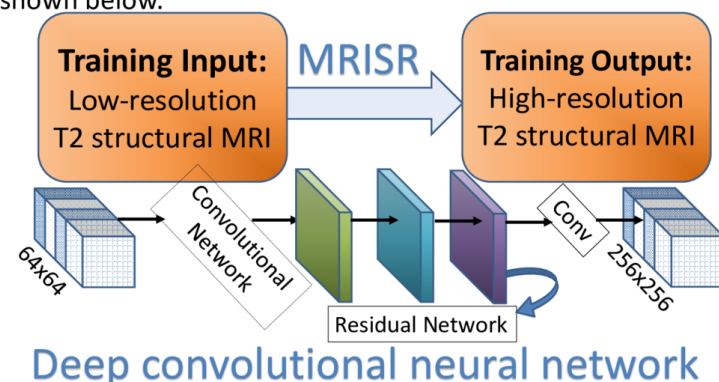 shown below.
Training Input:
Low-resolution
T2 structural MRI
MRISR
Training Output:
High-resolution
T2 structural MRI
64x64
Convolutional
Network
Conv
256x256
Residual Network
Deep convolutional neural network